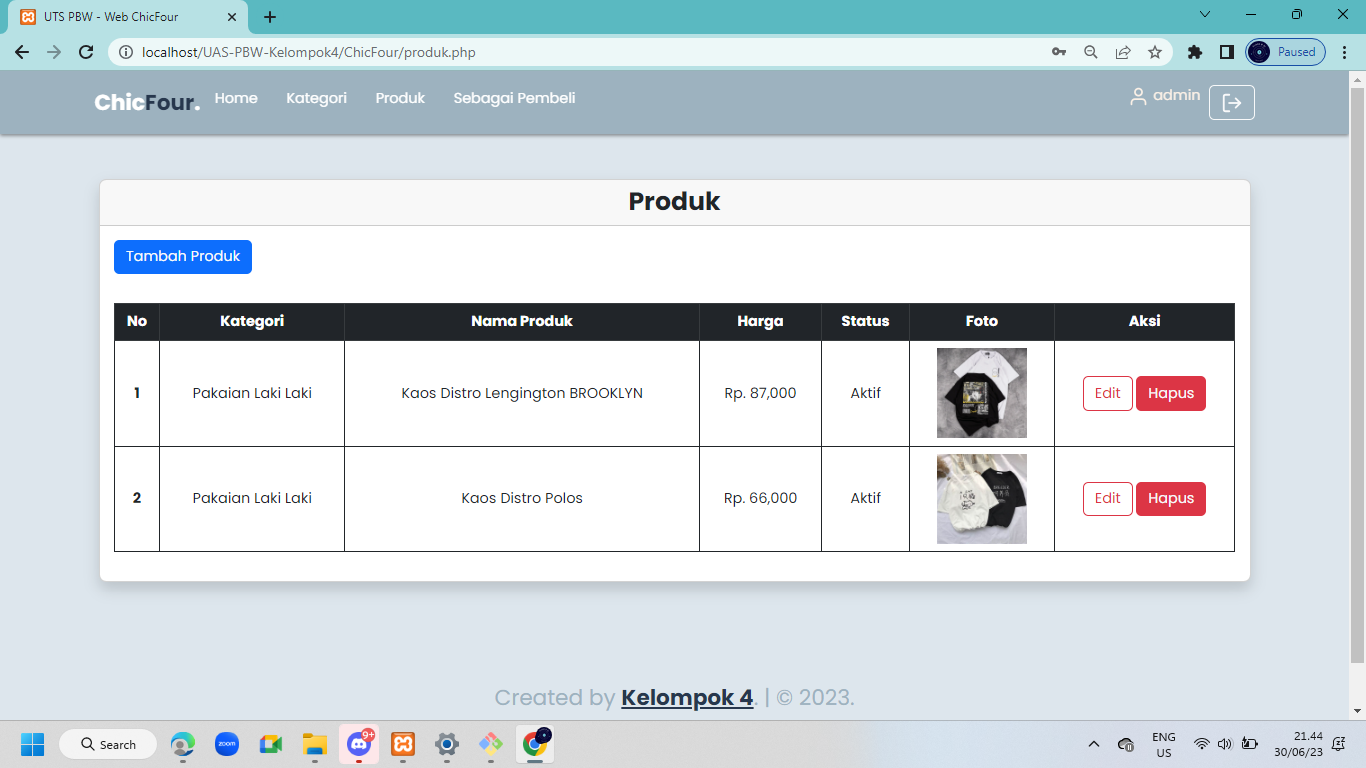 UTS PBW - Web ChicFour
localhost/UAS-PBW-Kelompok4/ChicFour/produk.php
Paused
ChicFour. Home Kategori Produk Sebagai Pembeli admin
Produk
Tambah Produk
No Kategori Nama Produk Harga Status Foto Aksi
1 Pakaian Laki Laki Kaos Distro Lengington BROOKLYN Rp. 87,000 Aktif Edit Hapus
2 Pakaian Laki Laki Kaos Distro Polos Rp. 66,000 Aktif Edit Hapus
Created by Kelompok 4. | © 2023.
Search zoom 9+ ENG 21.44
US 30/06/23